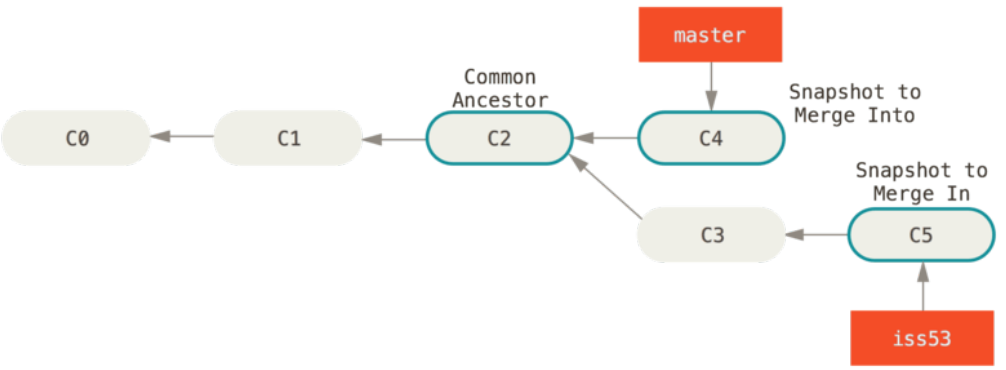 master
Common
Ancestor
Snapshot to
Merge Into
C0
C1
C2
C4
Snapshot to
Merge In
C3
C5
iss53